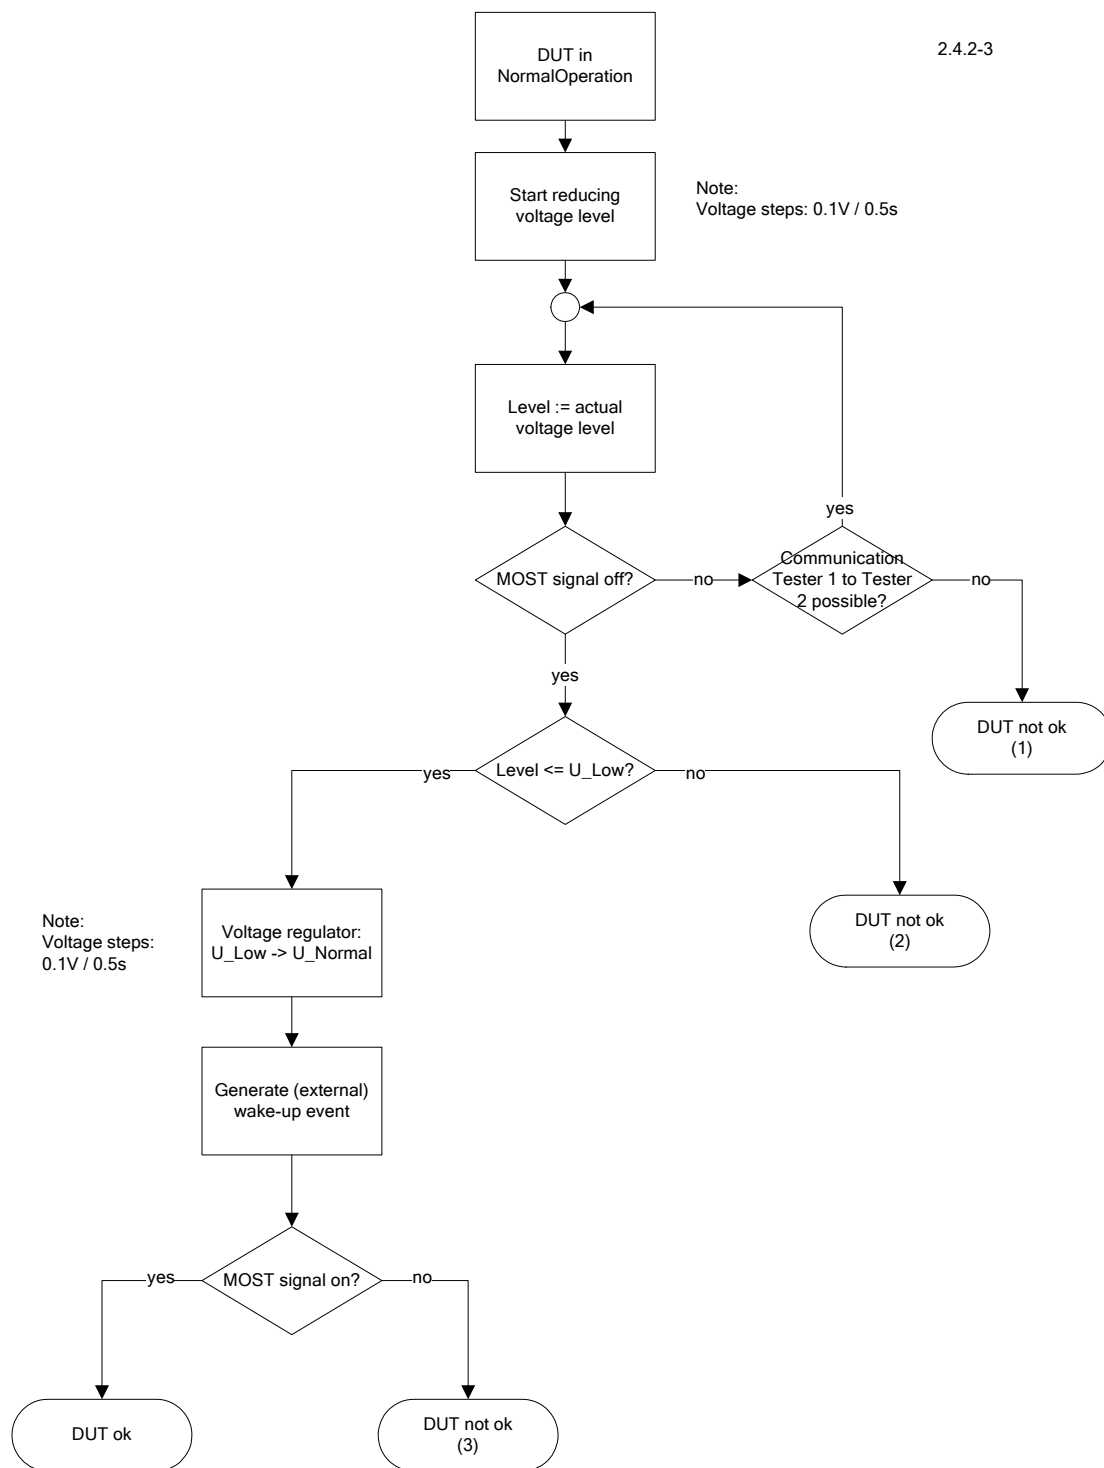 DUT in
NormalOperation
2.4.2-3
Start reducing
voltage level
Note:
Voltage steps: 0.1V / 0.5s
Level := actual
voltage level
yes
MOST signal off?
no
Communication
Tester 1 to Tester
2 possible?
no
yes
DUT not ok
(1)
yes
Level <= U_Low?
no
Note:
Voltage steps:
0.1V / 0.5s
Voltage regulator:
U_Low -> U_Normal
DUT not ok
(2)
Generate (external)
wake-up event
yes
MOST signal on?
no
DUT ok
DUT not ok
(3)